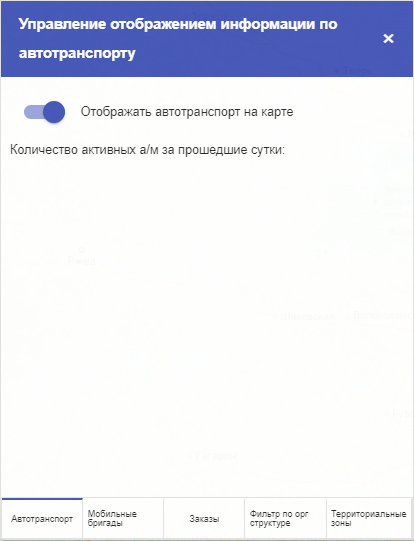 Управление отображением информации по
автотранспорту
×
Отображать автотранспорт на карте
Количество активных а/м за прошедшие сутки:
Автотранспорт
Мобильные
бригады
Заказы
Фильтр по орг
структуре
Территориальные
зоны